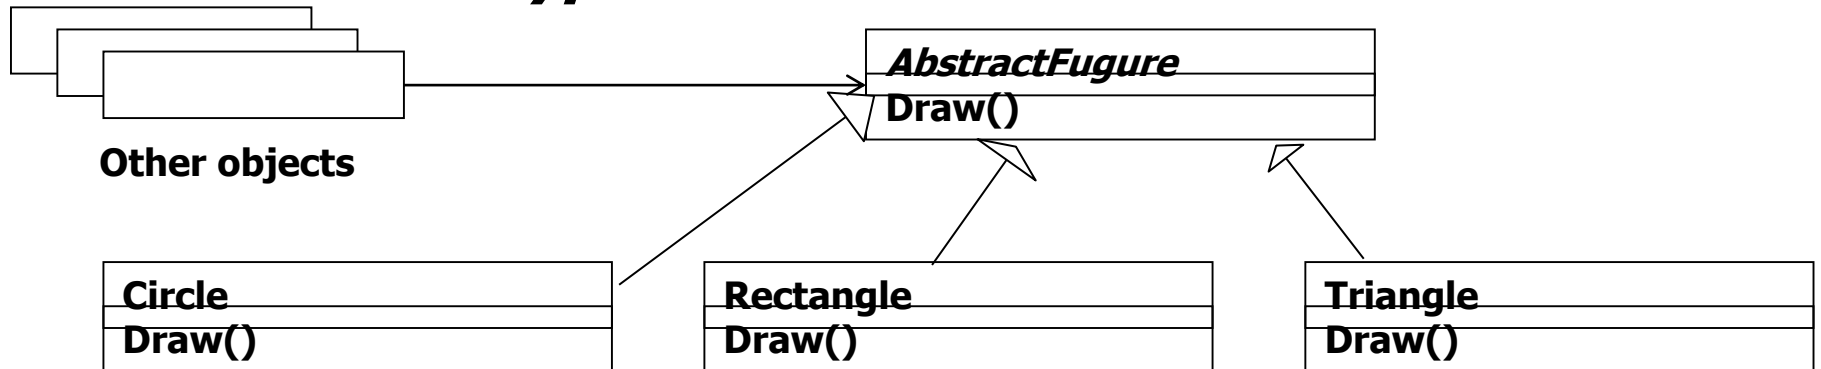 AbstractFugure
Draw()
Other objects
Circle
Draw()
Rectangle
Draw()
Triangle
Draw()